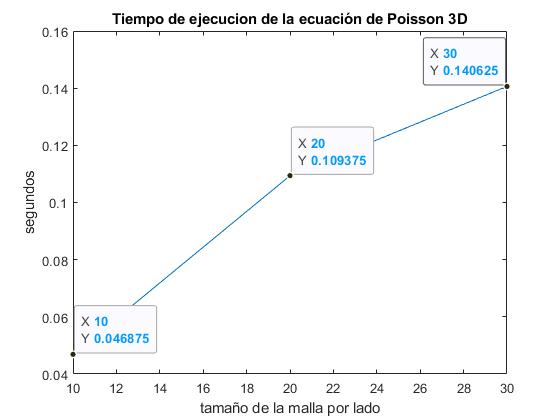 Tiempo de ejecucion de la ecuación de Poisson 3D
0.16
0.14
0.12
0.1
0.08
0.06
0.04
segundos
X 30
Y 0.140625
X 20
Y 0.109375
X 10
Y 0.046875
10 12 14 16 18 20 22 24 26 28 30
tamaño de la malla por lado